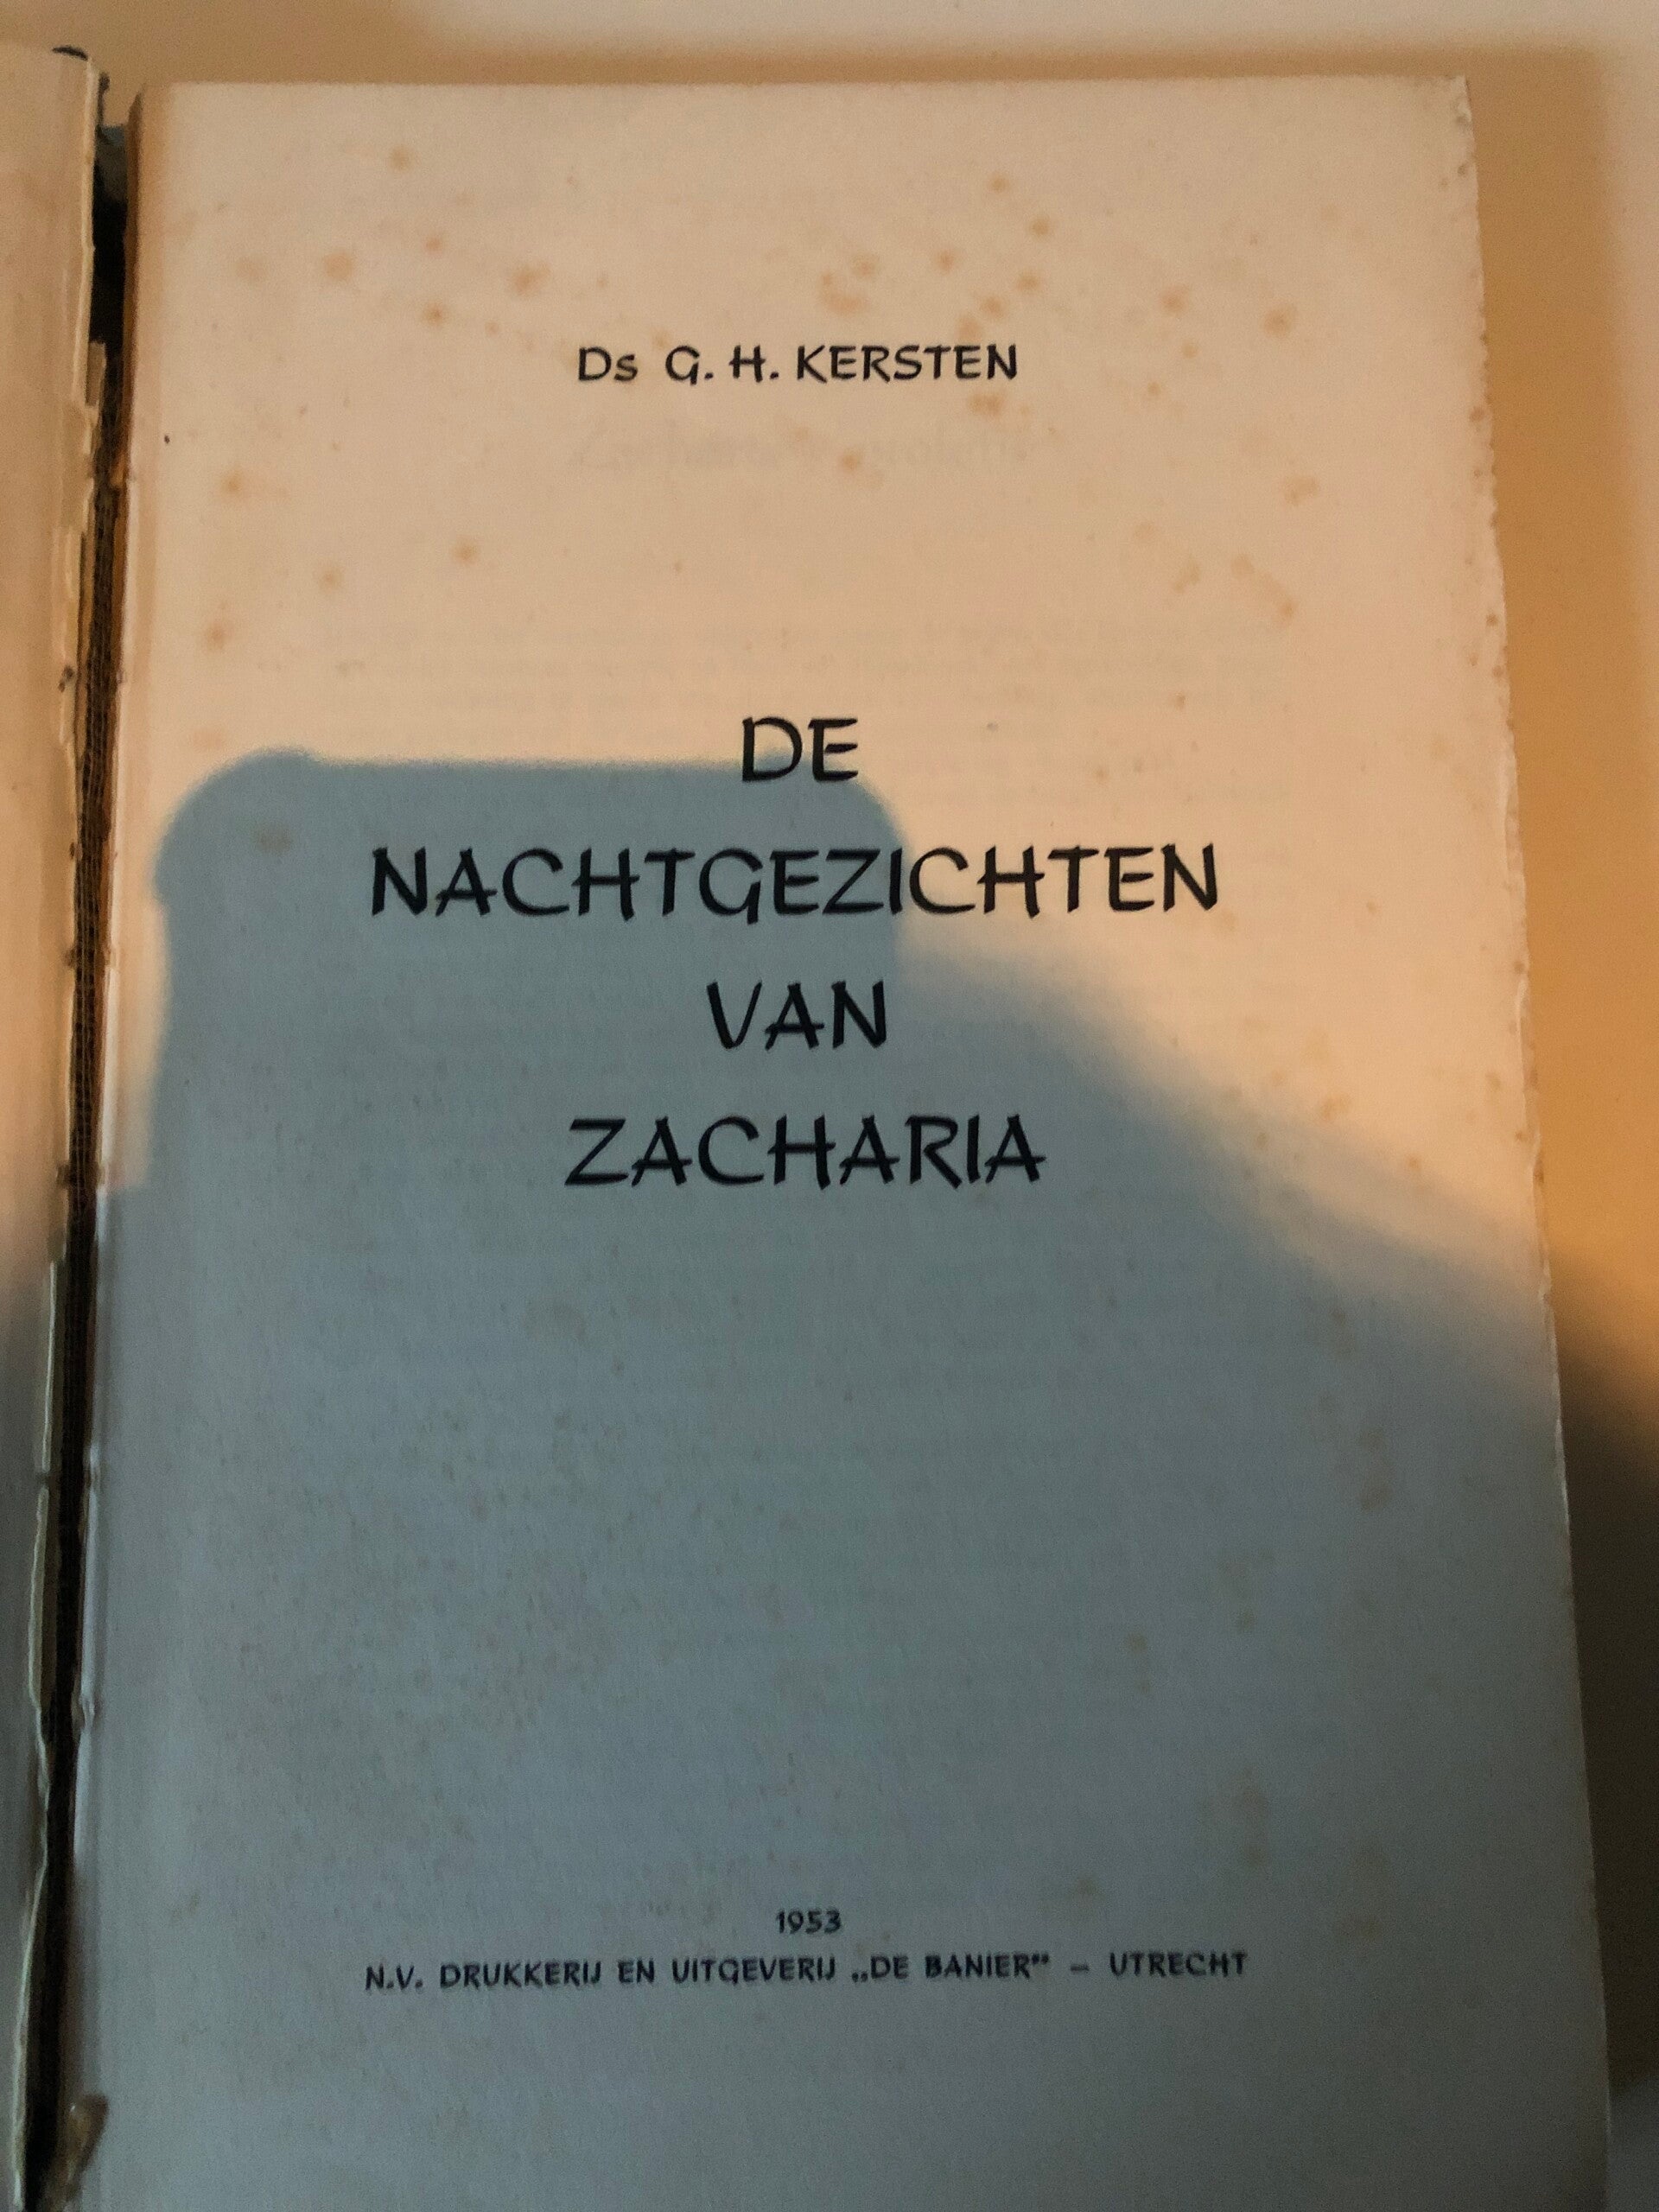 Ds G. H. KERSTEN
DE
NACHTGEZICHTEN
VAN
ZACHARIA
1953
N.V. DRUKKERIJ EN UITGEVERIJ „DE BANIER” – UTRECHT